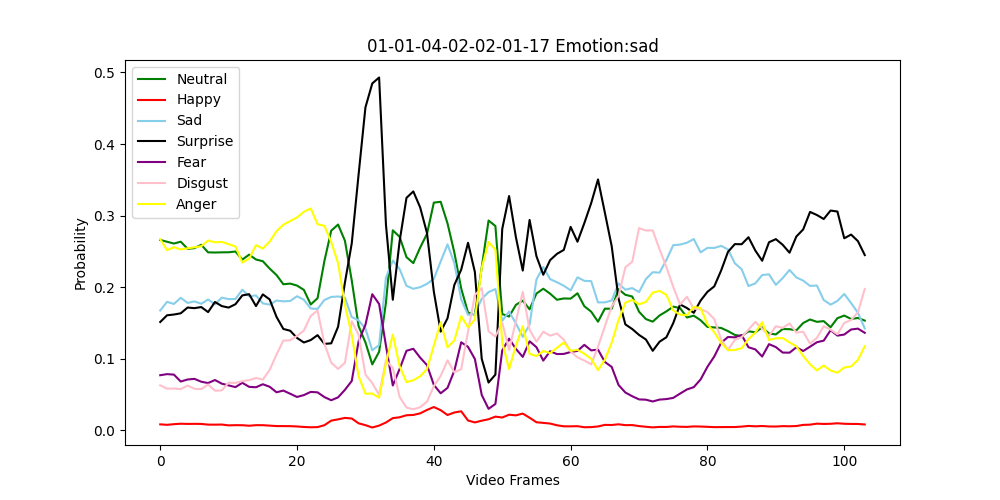 01-01-04-02-02-01-17 Emotion:sad
Probability
0.5
0.4
0.3
0.2
0.1
0.0
Neutral
Happy
Sad
Surprise
Fear
Disgust
Anger
0 20 40 60 80 100
Video Frames